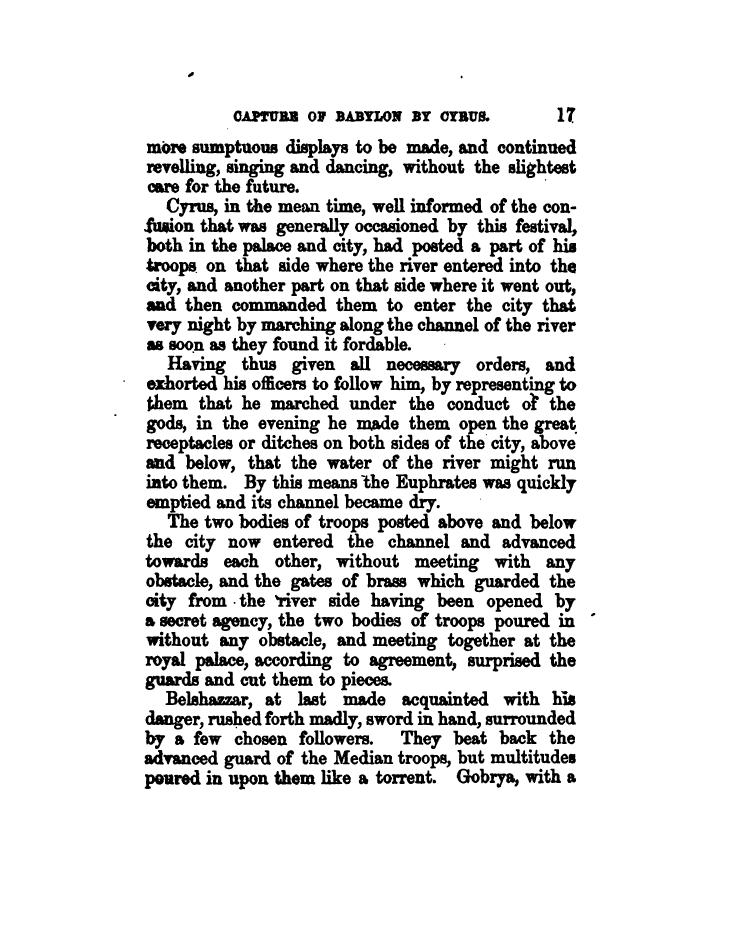 CAPTURE OF BABYLON BY CYRUS. 17
more sumptuous displays to be made, and continued
revelling, singing and dancing, without the slightest
care for the future.
Cyrus, in the mean time, well informed of the con-
fusion that was generally occasioned by this festival,
both in the palace and city, had posted a part of his
troops on that side where the river entered into the
city, and another part on that side where it went out,
and then commanded them to enter the city that
very night by marching along the channel of the river
as soon as they found it fordable.
Having thus given all necessary orders, and
exhorted his officers to follow him, by representing to
them that he marched under the conduct of the
gods, in the evening he made them open the great
receptacles or ditches on both sides of the city, above
and below, that the water of the river might run
into them. By this means the Euphrates was quickly
emptied and its channel became dry.
The two bodies of troops posted above and below
the city now entered the channel and advanced
towards each other, without meeting with any
obstacle, and the gates of brass which guarded the
city from the river side having been opened by
a secret agency, the two bodies of troops poured in
without any obstacle, and meeting together at the
royal palace, according to agreement, surprised the
guards and cut them to pieces.
Belshazzar, at last made acquainted with his
danger, rushed forth madly, sword in hand, surrounded
by a few chosen followers. They beat back the
advanced guard of the Median troops, but multitudes
poured in upon them like a torrent. Gobrya, with a